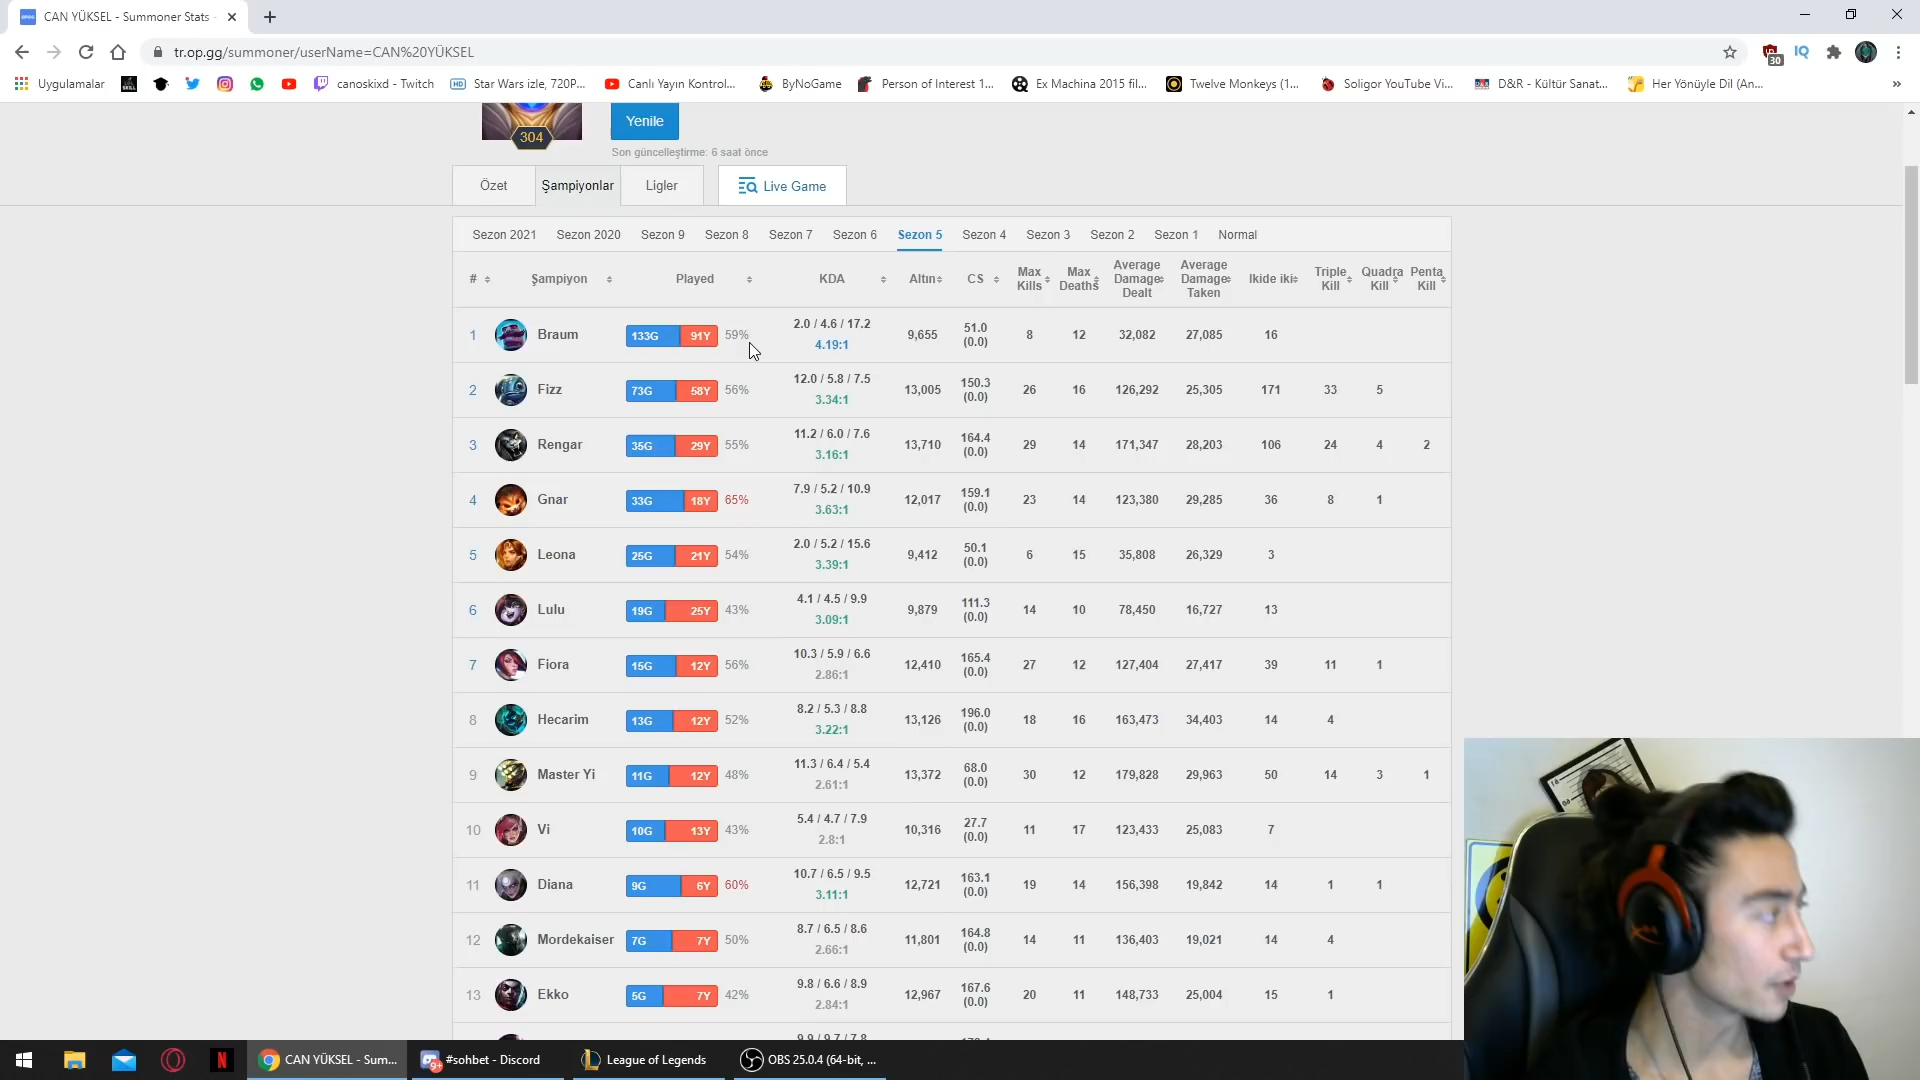 CAN YÜKSEL - Summoner Stats -
tr.op.gg/summoner/userName=CAN%20YÜKSEL
30
IQ
Uygulamalar
canoskixd - Twitch
HD
Star Wars izle, 720P...
Canlı Yayın Kontrol...
ByNoGame
Person of Interest 1...
Ex Machina 2015 fil...
Twelve Monkeys (1...
Soligor YouTube Vi...
D&R - Kültür Sanat...
Her Yönüyle Dil (An...
304
Yenile
Son güncelleştirme: 6 saat önce
Özet
Şampiyonlar
Ligler
Live Game
Sezon 2021 Sezon 2020 Sezon 9 Sezon 8 Sezon 7 Sezon 6 Sezon 5 Sezon 4 Sezon 3 Sezon 2 Sezon 1 Normal
# Şampiyon Played KDA Altın CS Max Kills Max Deaths Average Damage Dealt Average Damage Taken Ikide iki Triple Kill Quadra Kill Penta Kill
1 Braum 133G 91Y 59% 2.0 / 4.6 / 17.2 4.19:1 9,655 51.0 (0.0) 8 12 32,082 27,085 16
2 Fizz 73G 58Y 56% 12.0 / 5.8 / 7.5 3.34:1 13,005 150.3 (0.0) 26 16 126,292 25,305 171 33 5
3 Rengar 35G 29Y 55% 11.2 / 6.0 / 7.6 3.16:1 13,710 164.4 (0.0) 29 14 171,347 28,203 106 24 4 2
4 Gnar 33G 18Y 65% 7.9 / 5.2 / 10.9 3.63:1 12,017 159.1 (0.0) 23 14 123,380 29,285 36 8 1
5 Leona 25G 21Y 54% 2.0 / 5.2 / 15.6 3.39:1 9,412 50.1 (0.0) 6 15 35,808 26,329 3
6 Lulu 19G 25Y 43% 4.1 / 4.5 / 9.9 3.09:1 9,879 111.3 (0.0) 14 10 78,450 16,727 13
7 Fiora 15G 12Y 56% 10.3 / 5.9 / 6.6 2.86:1 12,410 165.4 (0.0) 27 12 127,404 27,417 39 11 1
8 Hecarim 13G 12Y 52% 8.2 / 5.3 / 8.8 3.22:1 13,126 196.0 (0.0) 18 16 163,473 34,403 14 4
9 Master Yi 11G 12Y 48% 11.3 / 6.4 / 5.4 2.61:1 13,372 68.0 (0.0) 30 12 179,828 29,963 50 14 3 1
10 Vi 10G 13Y 43% 5.4 / 4.7 / 7.9 2.8:1 10,316 27.7 (0.0) 11 17 123,433 25,083 7
11 Diana 9G 6Y 60% 10.7 / 6.5 / 9.5 3.11:1 12,721 163.1 (0.0) 19 14 156,398 19,842 14 1 1
12 Mordekaiser 7G 7Y 50% 8.7 / 6.5 / 8.6 2.66:1 11,801 164.8 (0.0) 14 11 136,403 19,021 14 4
13 Ekko 5G 7Y 42% 9.8 / 6.6 / 8.9 2.84:1 12,967 167.6 (0.0) 20 11 148,733 25,004 15 1
CAN YÜKSEL - Sum...
9+
#sohbet - Discord
League of Legends
OBS 25.0.4 (64-bit, ...